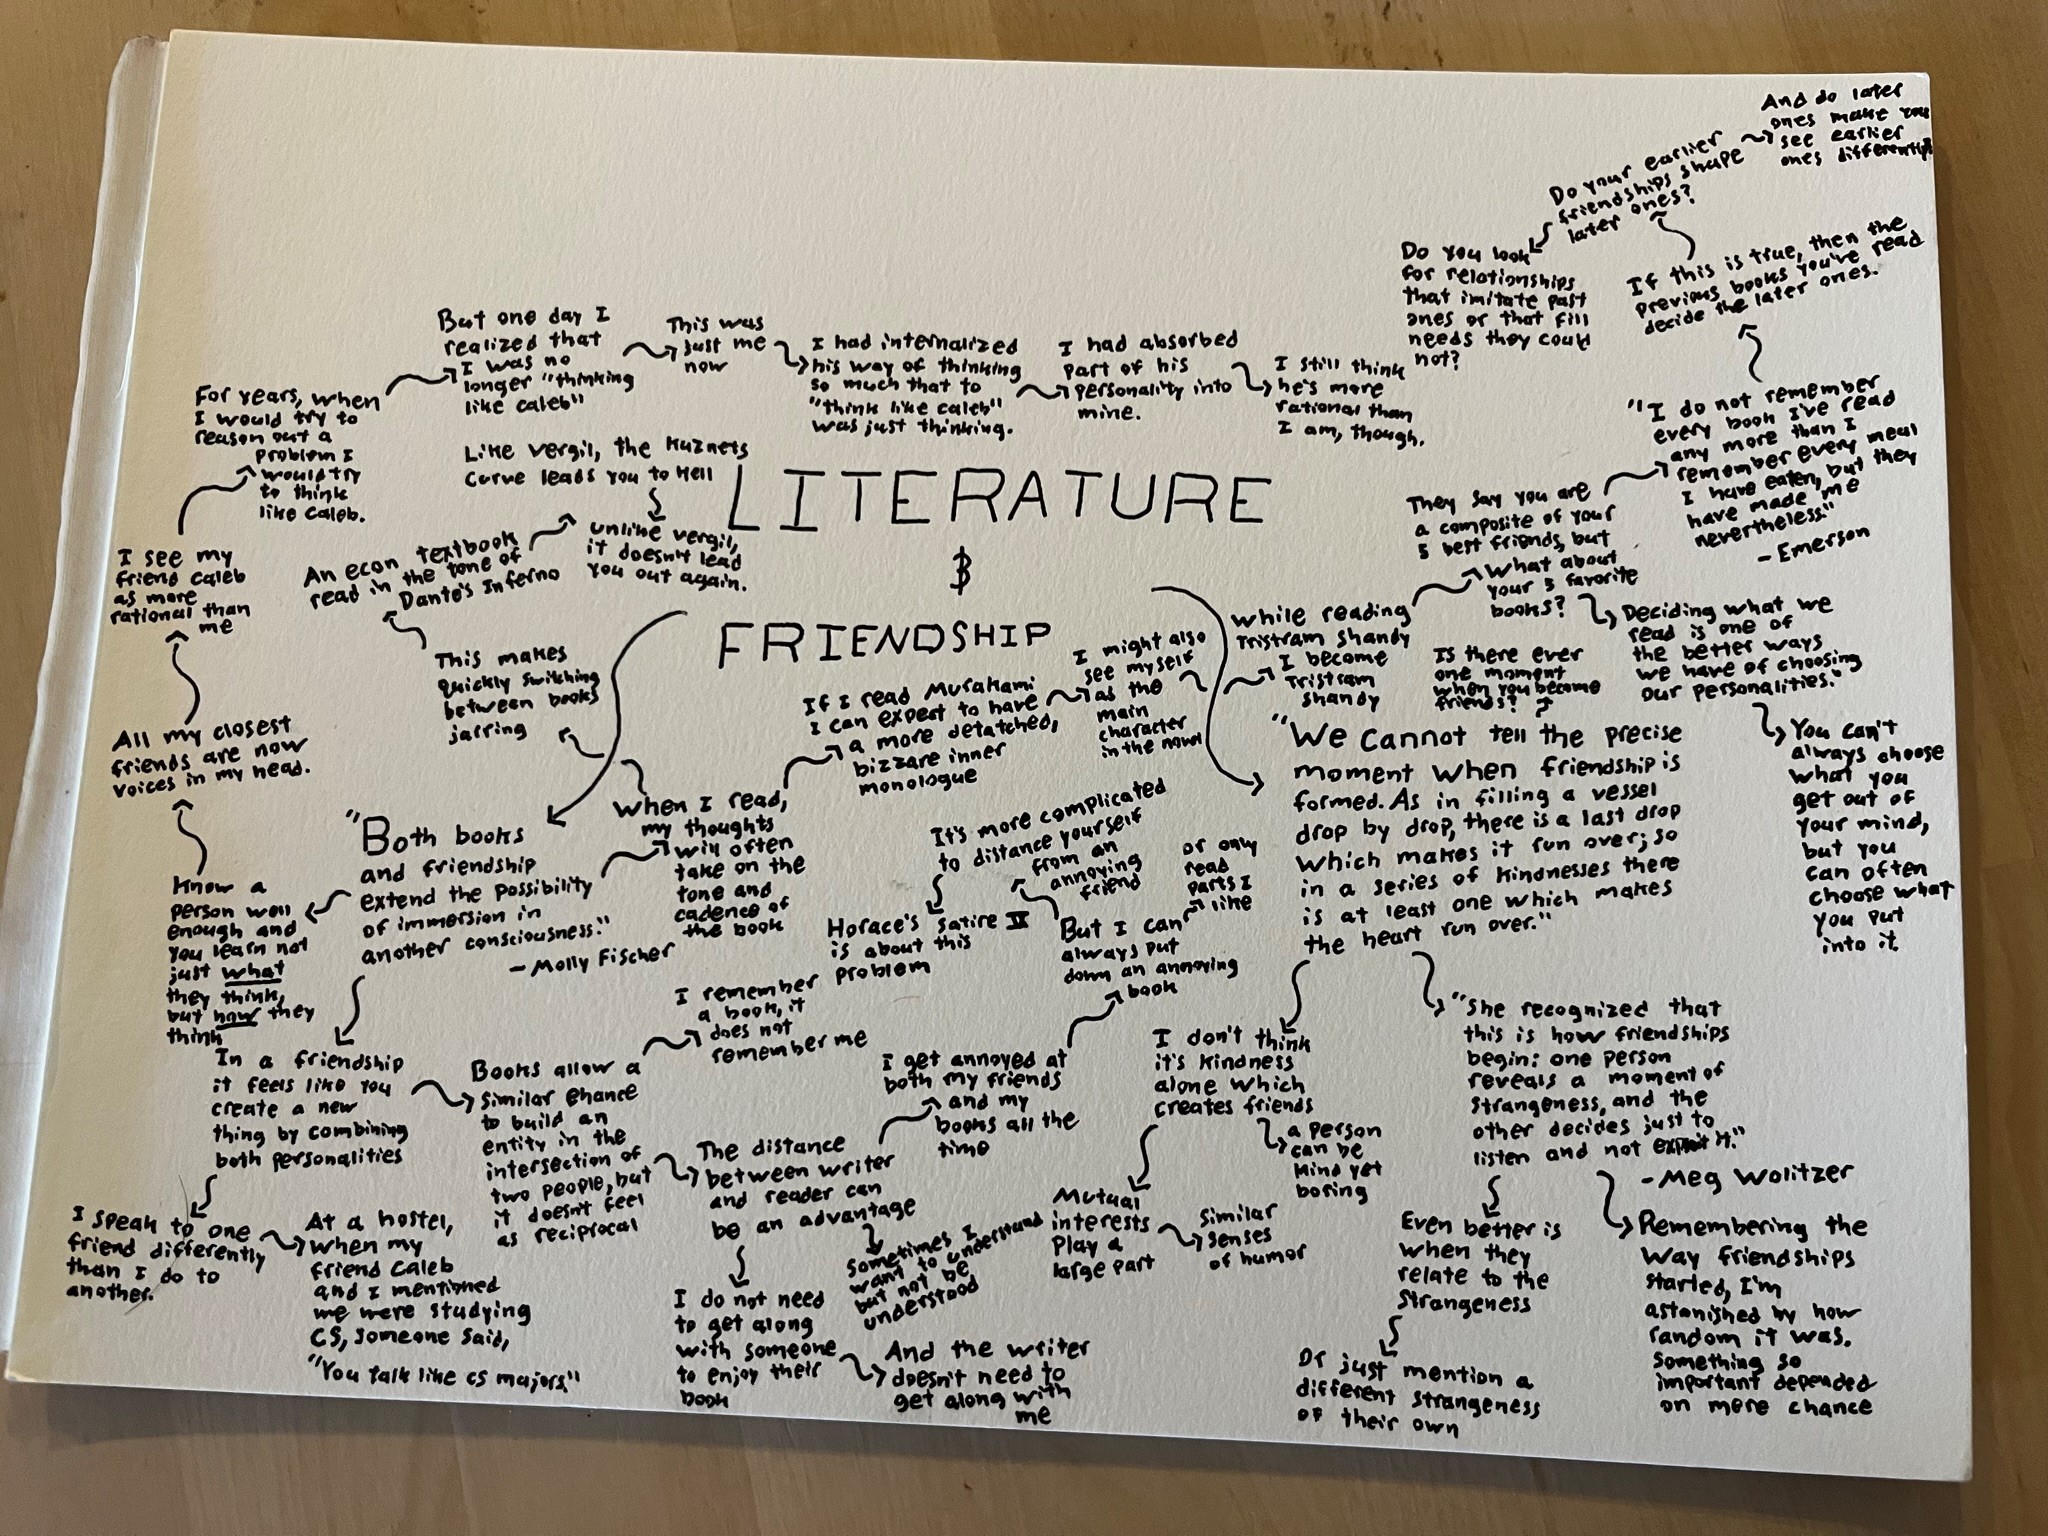 LITERATURE
&
FRIENDSHIP
"Both books
and friendship
extend the possibility
of immersion in
another consciousness."
- Molly Fischer
Know a
person well
enough and
you learn not
just what
they think,
but how they
think
All my closest
friends are now
voices in my head.
I see my
friend Caleb
as more
rational than
me
For years, when
I would try to
reason out a
problem I
would try
to think
like Caleb.
But one day I
realized that
I was no
longer "thinking
like Caleb"
This was
just me
now
I had internalized
his way of thinking
so much that to
"think like Caleb"
was just thinking.
I had absorbed
part of his
personality into
mine.
I still think
he's more
rational than
I am, though.
When I read,
my thoughts
will often
take on the
tone and
cadence of
the book
This makes
quickly switching
between books
jarring
An econ textbook
read in the tone of
Dante's Inferno
Like Vergil, the Kuznets
Curve leads you to Hell
unlike Vergil,
it doesn't lead
you out again.
If I read Murakami
I can expect to have
a more detatched,
bizzare inner
monologue
I might also
see myself
as the
main
character
in the novel
While reading
Tristram Shandy
I become
Tristram
Shandy
They say you are
a composite of your
5 best friends, but
What about
your 5 favorite
books?
"I do not remember
every book I've read
any more than I
remember every meal
I have eaten, but they
have made me
nevertheless."
- Emerson
If this is true, then the
previous books you've read
decide the later ones.
Do your earlier
friendships shape
later ones?
And do later
ones make you
see earlier
ones differently?
Do you look
for relationships
that imitate past
ones or that fill
needs they could
not?
Deciding what we
read is one of
the better ways
we have of choosing
our personalities."
You can't
always choose
what you
get out of
your mind,
but you
can often
choose what
you put
into it.
In a friendship
it feels like you
create a new
thing by combining
both personalities
I speak to one
friend differently
than I do to
another.
At a hostel,
when my
friend Caleb
and I mentioned
we were studying
CS, someone said,
"You talk like CS majors."
Books allow a
similar chance
to build an
entity in the
intersection of
two people, but
it doesn't feel
as reciprocal
I remember
a book, it
does not
remember me
The distance
between writer
and reader can
be an advantage
I get annoyed at
both my friends
and my
books all the
time
But I can
always put
down an annoying
book
or only
read
parts I
like
It's more complicated
to distance yourself
from an
annoying
friend
Horace's Satire IX
is about this
problem
Sometimes I
want to understand
but not be
understood
I do not need
to get along
with someone
to enjoy their
book
And the writer
doesn't need to
get along with
me
Is there ever
one moment
when you become
friends?
"We cannot tell the precise
moment when friendship is
formed. As in filling a vessel
drop by drop, there is a last drop
which makes it run over; so
in a series of kindnesses there
is at least one which makes
the heart run over."
I don't think
it's kindness
alone which
creates friends
a person
can be
kind yet
boring
Mutual
interests
play a
large part
Similar
senses
of humor
"She recognized that
this is how friendships
begin: one person
reveals a moment of
strangeness, and the
other decides just to
listen and not exploit it."
- Meg Wolitzer
Even better is
when they
relate to the
strangeness
Or just mention a
different strangeness
of their own
Remembering the
way friendships
started, I'm
astonished by how
random it was.
Something so
important depended
on mere chance